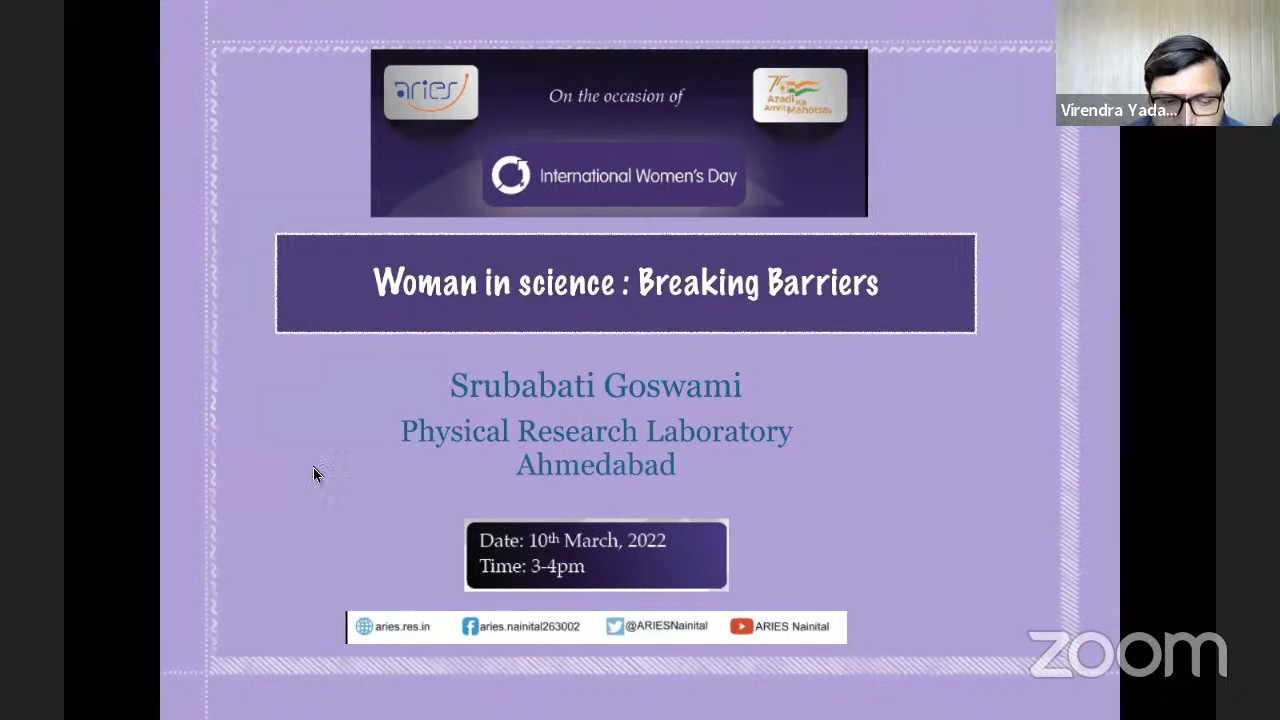 aries
On the occasion of
75
Azadi Ka
Amrit Mahotsav
International Women's Day
Virendra Yada...
Woman in science : Breaking Barriers
Srubabati Goswami
Physical Research Laboratory
Ahmedabad
Date: 10th March, 2022
Time: 3-4pm
aries.res.in
aries.nainital263002
@ARIESNainital
ARIES Nainital
zoom